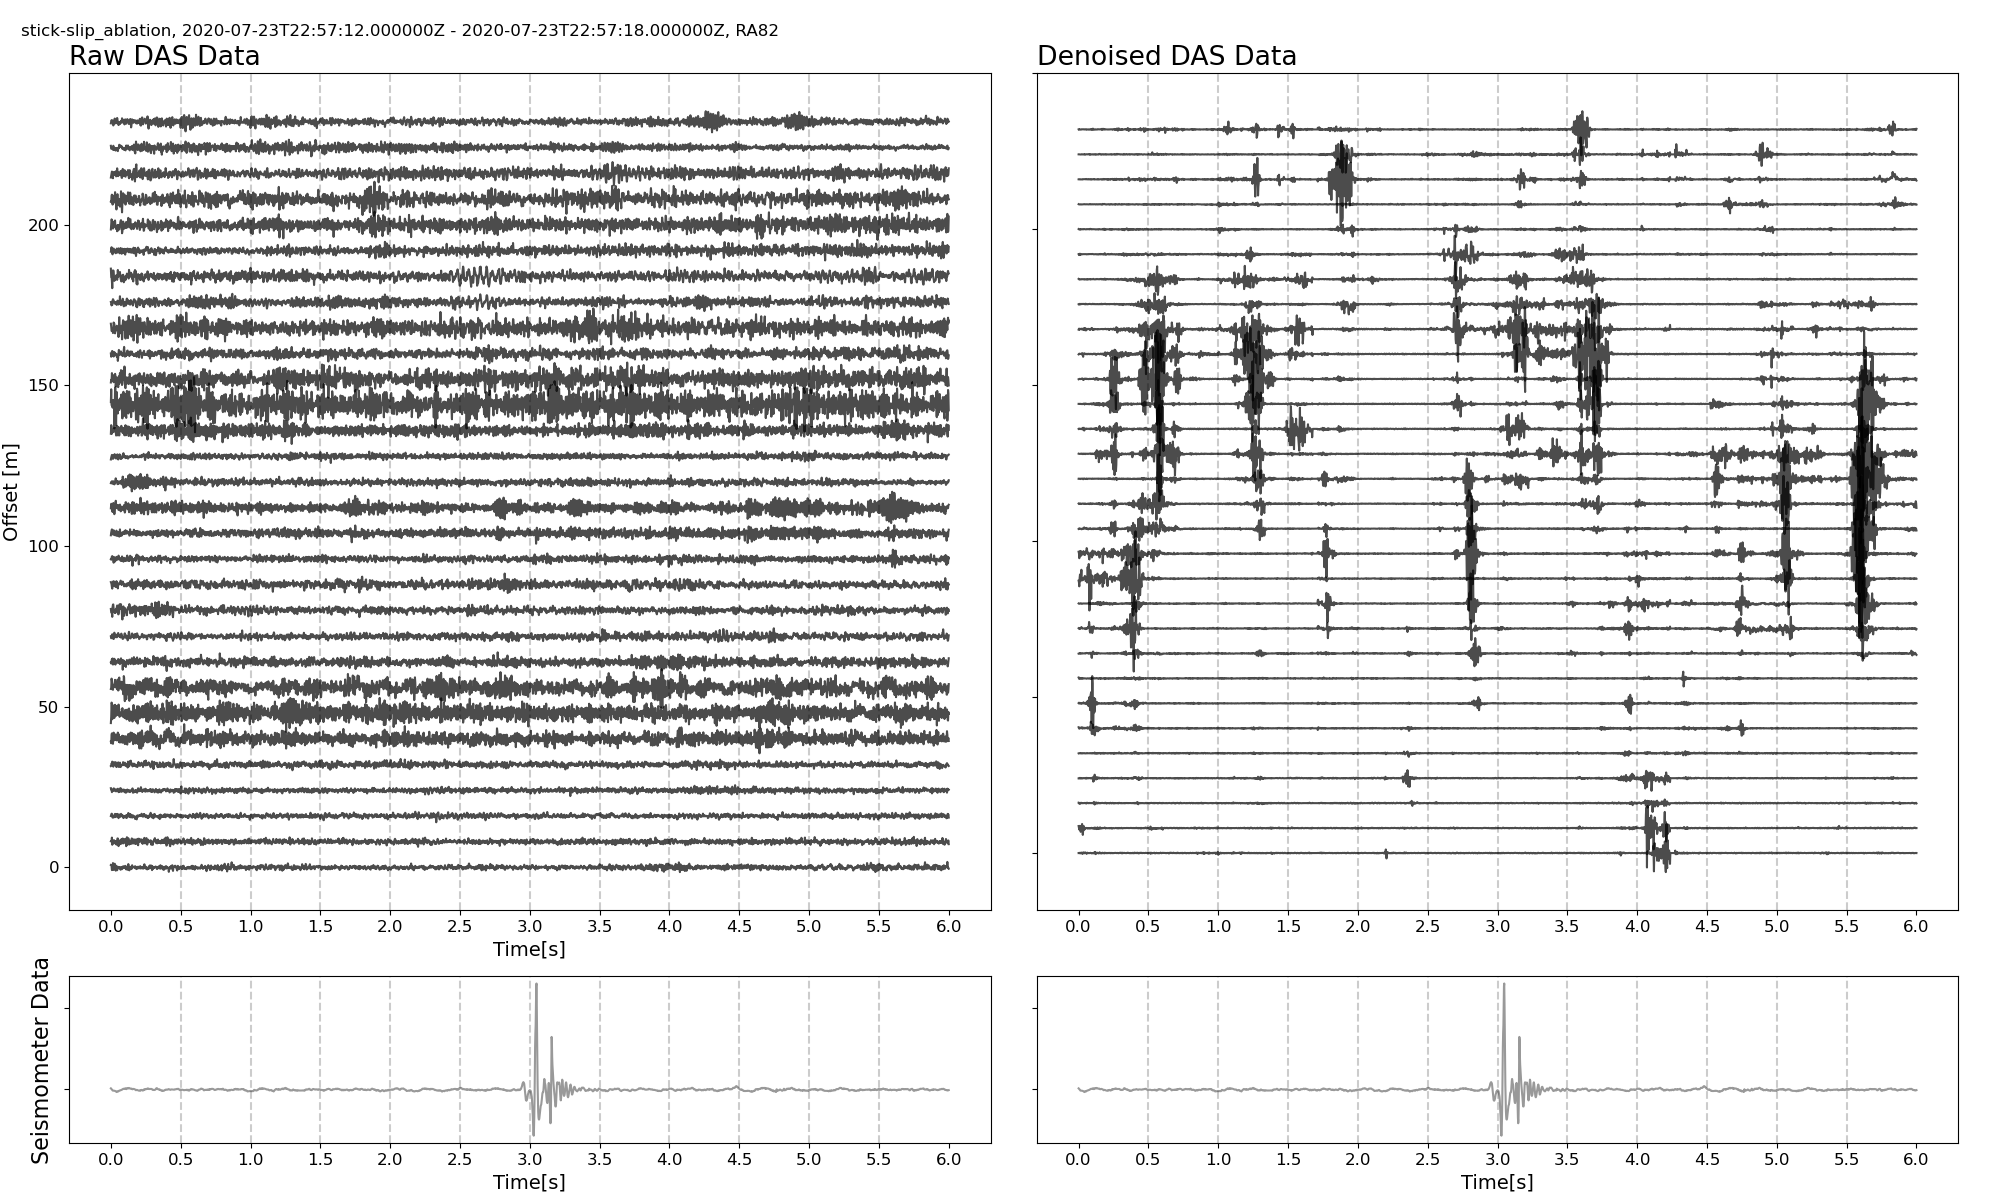 stick-slip_ablation, 2020-07-23T22:57:12.000000Z - 2020-07-23T22:57:18.000000Z, RA82
Raw DAS Data
Denoised DAS Data
Offset [m]
200
150
100
50
0
0.0 0.5 1.0 1.5 2.0 2.5 3.0 3.5 4.0 4.5 5.0 5.5 6.0
Time[s]
0.0 0.5 1.0 1.5 2.0 2.5 3.0 3.5 4.0 4.5 5.0 5.5 6.0
Seismometer Data
0.0 0.5 1.0 1.5 2.0 2.5 3.0 3.5 4.0 4.5 5.0 5.5 6.0
Time[s]
0.0 0.5 1.0 1.5 2.0 2.5 3.0 3.5 4.0 4.5 5.0 5.5 6.0
Time[s]